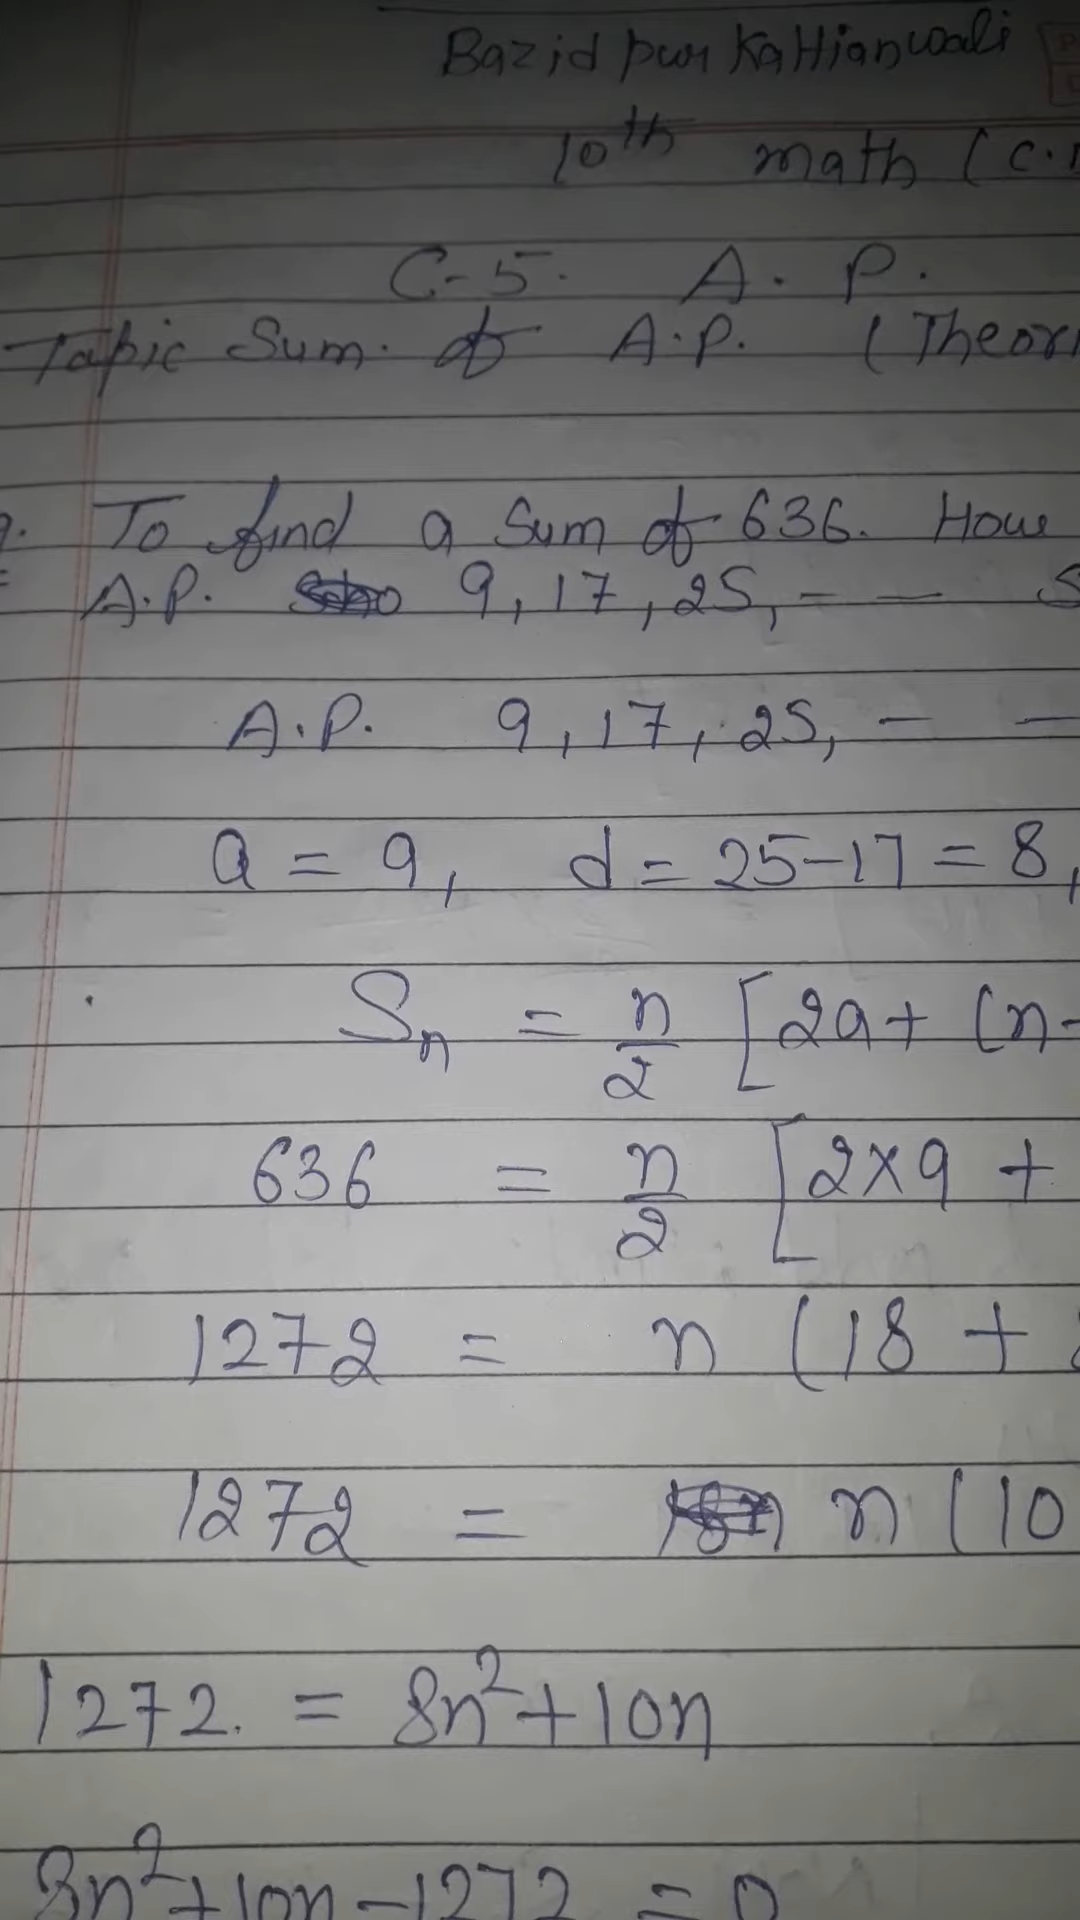 Bazid pur Kattianwali
10th math (C.
C-5. A. P.
Tapic Sum. of A.P. (Theor
To find a Sum of 636. How
A.P. 9, 17, 25, - - S
A.P. 9, 17, 25, - -
a = 9, d = 25-17 = 8,
Sn = n/2 [2a + (n-
636 = n/2 [2×9 +
1272 = n (18 +
1272 = n (10
1272. = 8n²+10n
8n²+10n-1272 = 0